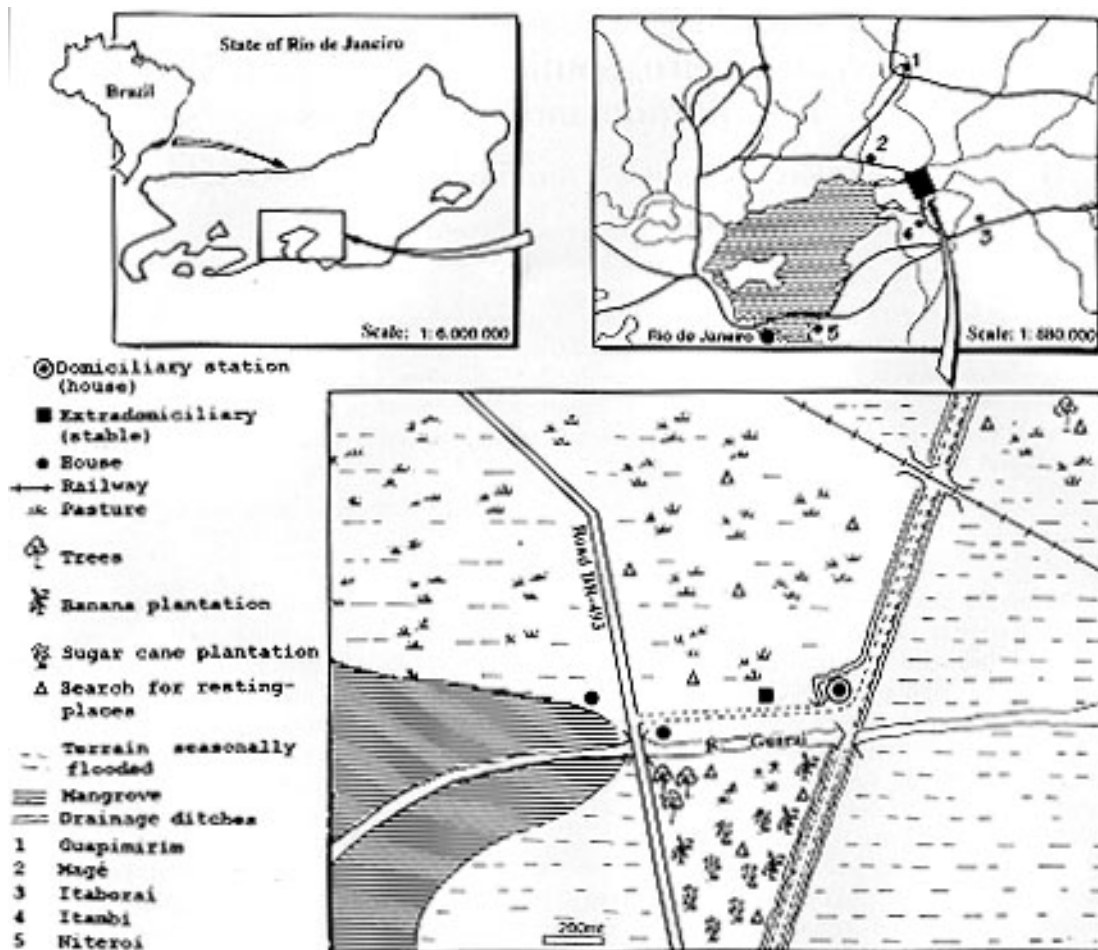 State of Rio de Janeiro
Brazil
Scale: 1: 6.000.000
1
2
3
4
5
Rio de Janeiro
Domiciliary station
(house)
Extradomiciliary
(stable)
House
Railway
Pasture
Trees
Banana plantation
Sugar cane plantation
Search for resting-
places
Terrain seasonally
flooded
Mangrove
Drainage ditches
1 Guapimirim
2 Magé
3 Itaboraí
4 Itambi
5 Niteroi
Road BR-493
R.